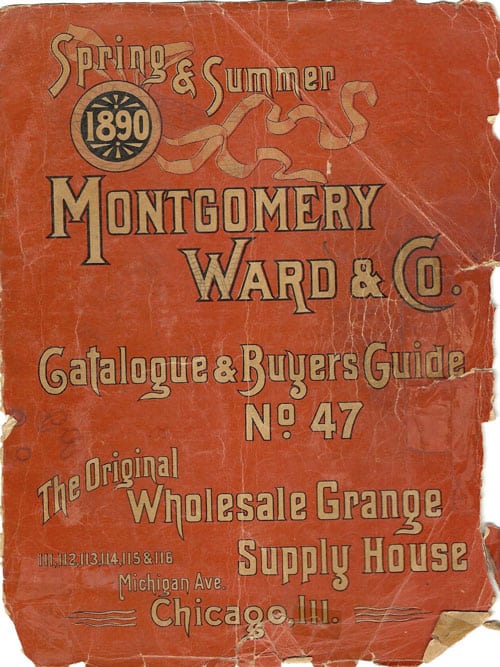 Spring & Summer
1890
Montgomery
Ward & Co.
Catalogue & Buyers Guide
No 47
The Original
Wholesale Grange
Supply House
111,112,113,114,115 & 116
Michigan Ave.
Chicago, Ill.